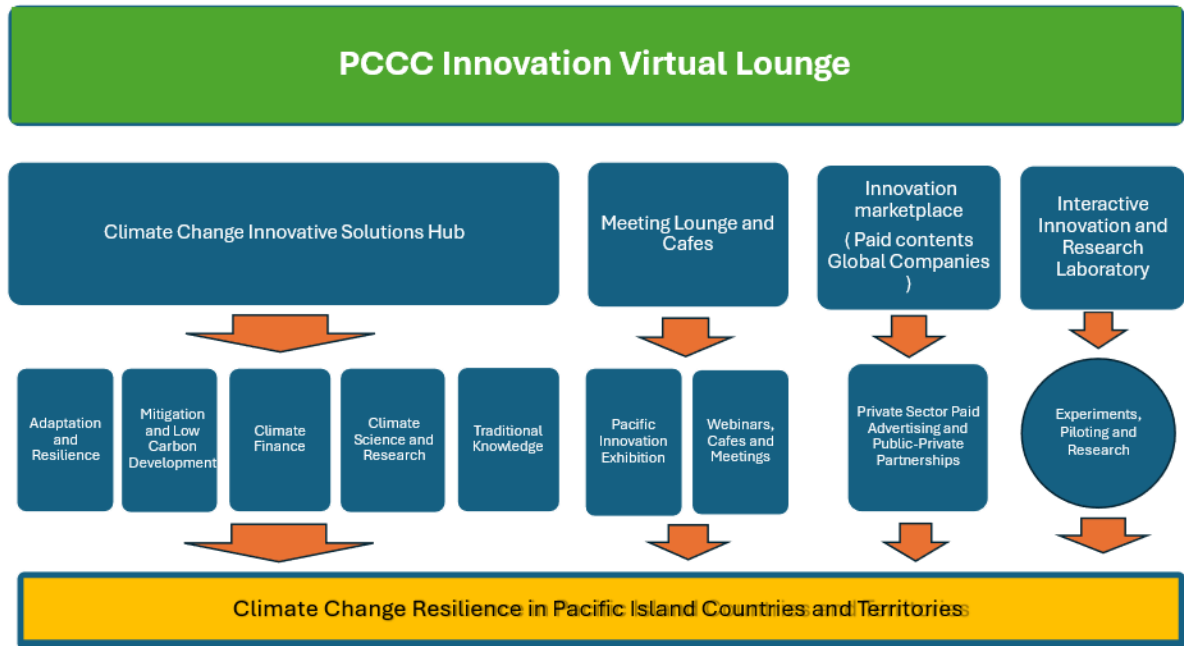 PCCC Innovation Virtual Lounge
Climate Change Innovative Solutions Hub
Meeting Lounge and
Cafes
Innovation
marketplace
( Paid contents
Global Companies
)
Interactive
Innovation and
Research
Laboratory
Adaptation
and
Resilience
Mitigation
and Low
Carbon
Development
Climate
Finance
Climate
Science and
Research
Traditional
Knowledge
Pacific
Innovation
Exhibition
Webinars,
Cafes and
Meetings
Private Sector Paid
Advertising and
Public-Private
Partnerships
Experiments,
Piloting and
Research
Climate Change Resilience in Pacific Island Countries and Territories